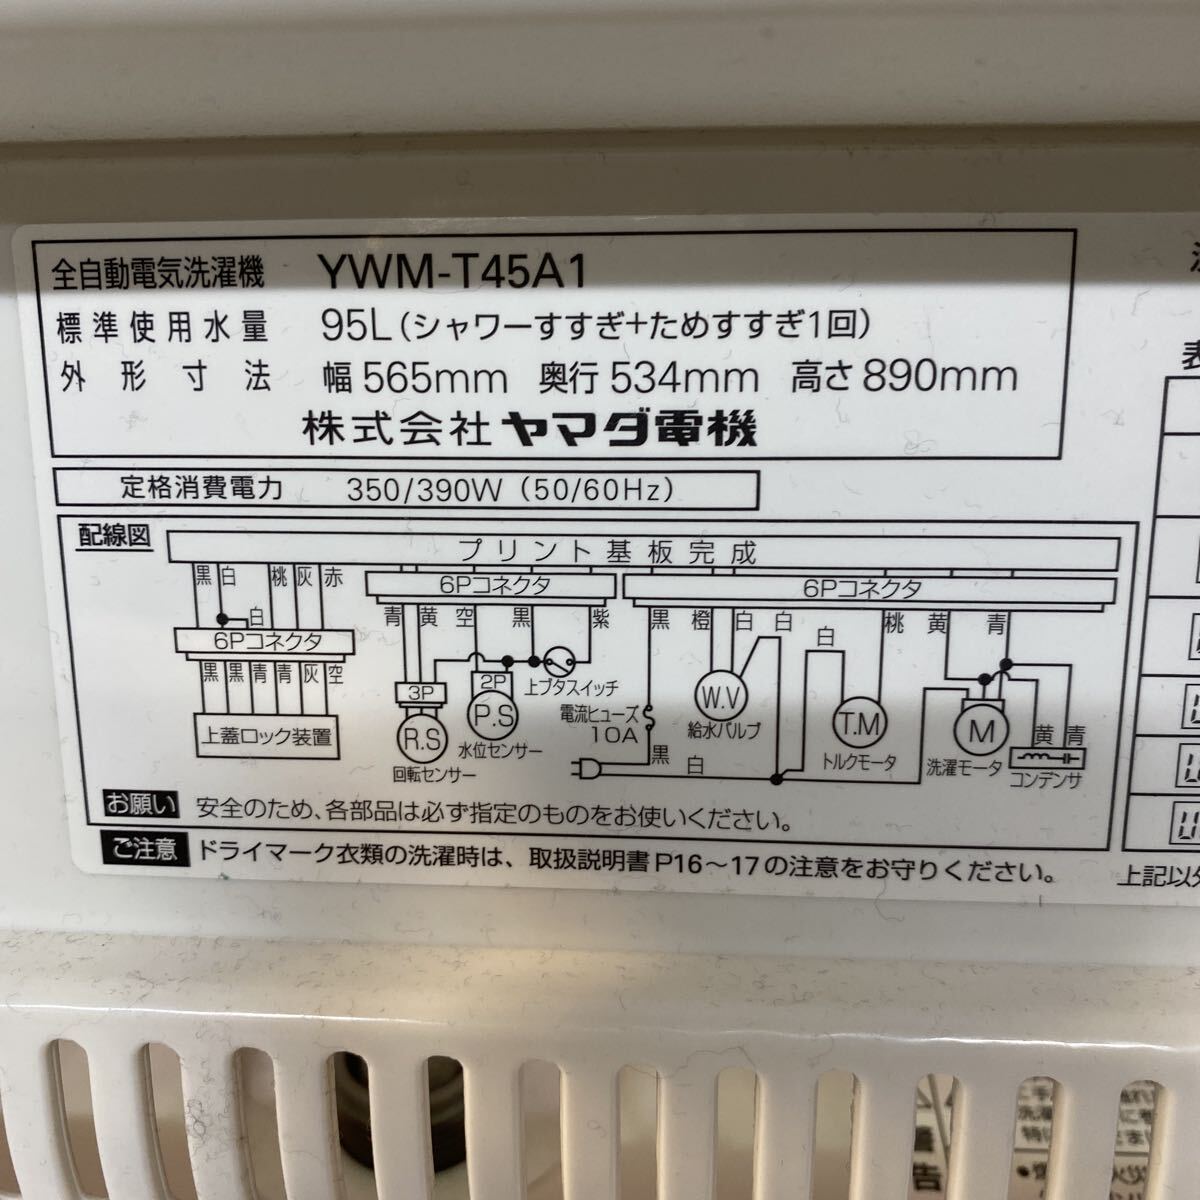 全自動電気洗濯機 YWM-T45A1
標準使用水量 95L(シャワーすすぎ+ためすすぎ1回)
外形寸法 幅565mm 奥行534mm 高さ890mm
株式会社ヤマダ電機
定格消費電力 350/390W (50/60Hz)
配線図
プリント基板完成
黒 白 桃 灰 赤
6Pコネクタ 6Pコネクタ
白
青 黄 空 黒 紫 黒 橙 白 白 白 桃 黄 青
6Pコネクタ
黒 黒 青 青 灰 空
3P 2P
上ブタスイッチ
R.S P.S W.V T.M M
電流ヒューズ
10A
給水バルブ
上蓋ロック装置
水位センサー
回転センサー
黒 白
トルクモータ
洗濯モータ
黄 青
コンデンサ
お願い 安全のため、各部品は必ず指定のものをお使いください。
ご注意 ドライマーク衣類の洗濯時は、取扱説明書P16〜17の注意をお守りください。
表
上記以外